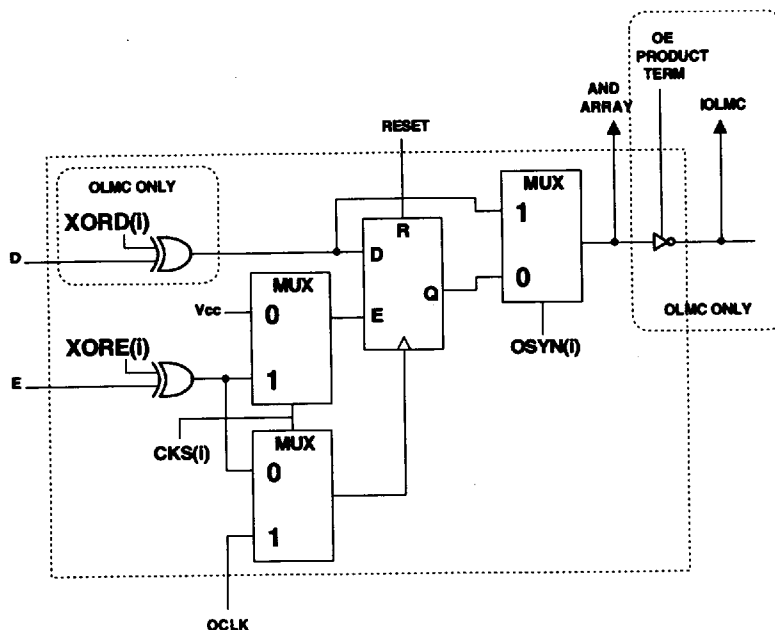 OE
PRODUCT
TERM
AND
ARRAY
IOLMC
RESET
OLMC ONLY
XORD(i)
D
MUX
1
0
R
D
Q
E
MUX
Vcc
0
1
XORE(i)
E
OLMC ONLY
OSYN(i)
CKS(i)
MUX
0
1
OCLK